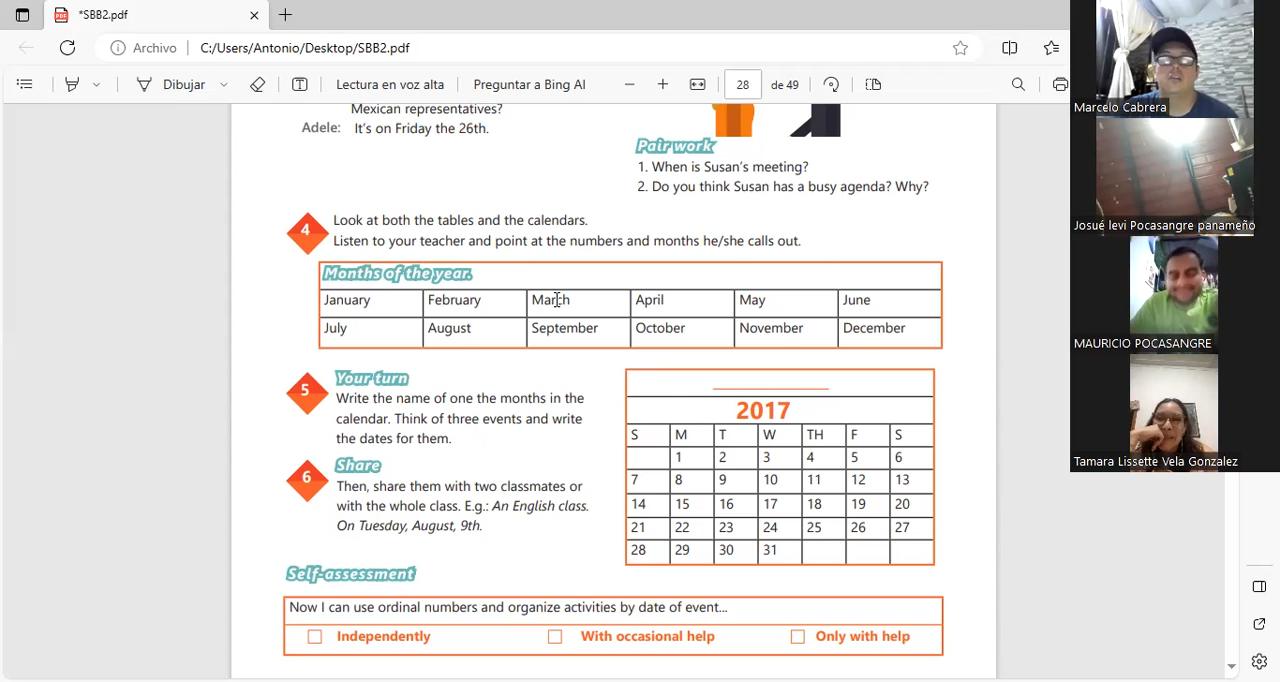 *SBB2.pdf
Archivo C:/Users/Antonio/Desktop/SBB2.pdf
Dibujar Lectura en voz alta Preguntar a Bing AI 28 de 49
Mexican representatives?
Adele: It's on Friday the 26th.
Pair work
1. When is Susan's meeting?
2. Do you think Susan has a busy agenda? Why?
4
Look at both the tables and the calendars.
Listen to your teacher and point at the numbers and months he/she calls out.
Months of the year.
January February March April May June
July August September October November December
5
Your turn
Write the name of one the months in the
calendar. Think of three events and write
the dates for them.
6
Share
Then, share them with two classmates or
with the whole class. E.g.: An English class.
On Tuesday, August, 9th.
2017
S M T W TH F S
1 2 3 4 5 6
7 8 9 10 11 12 13
14 15 16 17 18 19 20
21 22 23 24 25 26 27
28 29 30 31
Self-assessment
Now I can use ordinal numbers and organize activities by date of event...
Independently With occasional help Only with help
Marcelo Cabrera
Josué levi Pocasangre panameño
MAURICIO POCASANGRE
Tamara Lissette Vela Gonzalez